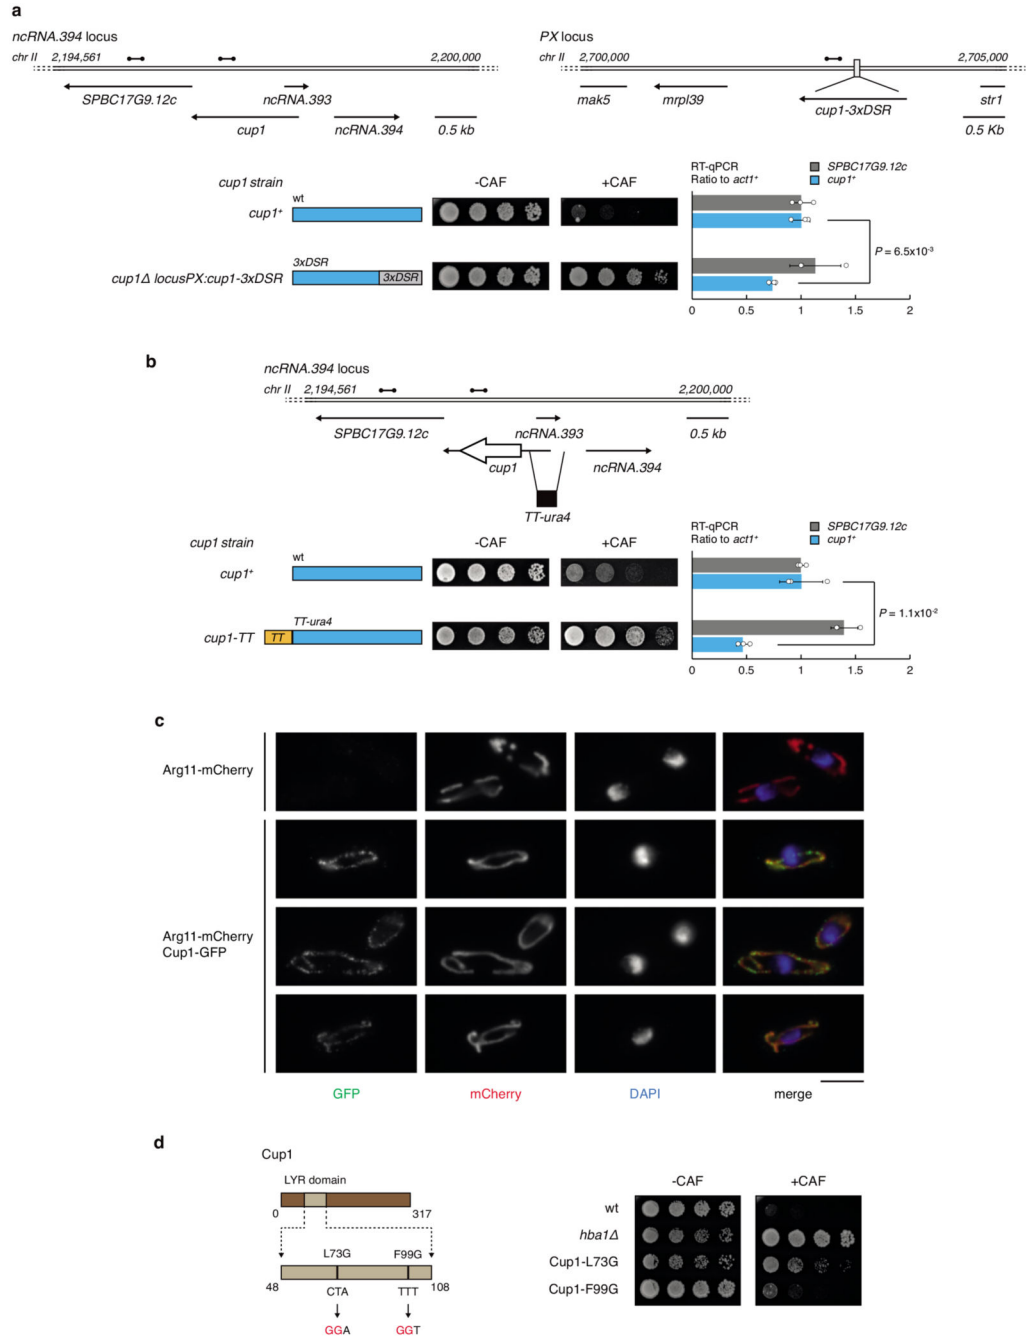 a
ncRNA.394 locus
chr II 2,194,561 2,200,000
SPBC17G9.12c ncRNA.393
cup1 ncRNA.394 0.5 kb
PX locus
chr II 2,700,000 2,705,000
mak5 mrpl39 cup1-3xDSR str1
0.5 Kb
cup1 strain -CAF +CAF
RT-qPCR SPBC17G9.12c
Ratio to act1+ cup1+
wt
cup1+
3xDSR
cup1Δ locusPX:cup1-3xDSR 3xDSR
P = 6.5x10-3
0 0.5 1 1.5 2
b
ncRNA.394 locus
chr II 2,194,561 2,200,000
SPBC17G9.12c ncRNA.393 0.5 kb
cup1 ncRNA.394
TT-ura4
cup1 strain -CAF +CAF
RT-qPCR SPBC17G9.12c
Ratio to act1+ cup1+
wt
cup1+
TT-ura4
cup1-TT TT
P = 1.1x10-2
0 0.5 1 1.5 2
c
Arg11-mCherry
Arg11-mCherry
Cup1-GFP
GFP mCherry DAPI merge
d
Cup1
LYR domain
0 317
L73G F99G
48 108
CTA TTT
GGA GGT
-CAF +CAF
wt
hba1Δ
Cup1-L73G
Cup1-F99G